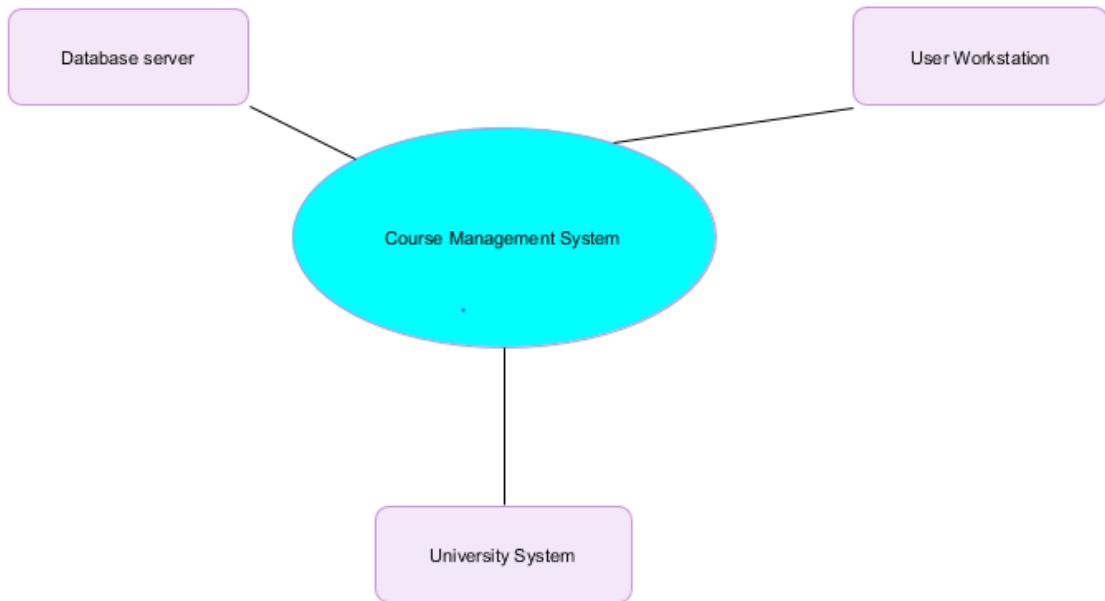 Database server
User Workstation
Course Management System
University System